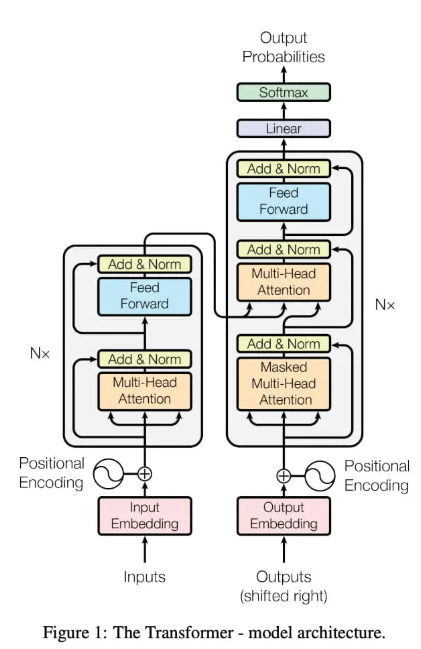 Output
Probabilities
Softmax
Linear
Add & Norm
Feed
Forward
Add & Norm
Multi-Head
Attention
Add & Norm
Masked
Multi-Head
Attention
Nx
Add & Norm
Feed
Forward
Add & Norm
Multi-Head
Attention
N×
Positional
Encoding
Positional
Encoding
Input
Embedding
Output
Embedding
Inputs
Outputs
(shifted right)
Figure 1: The Transformer - model architecture.